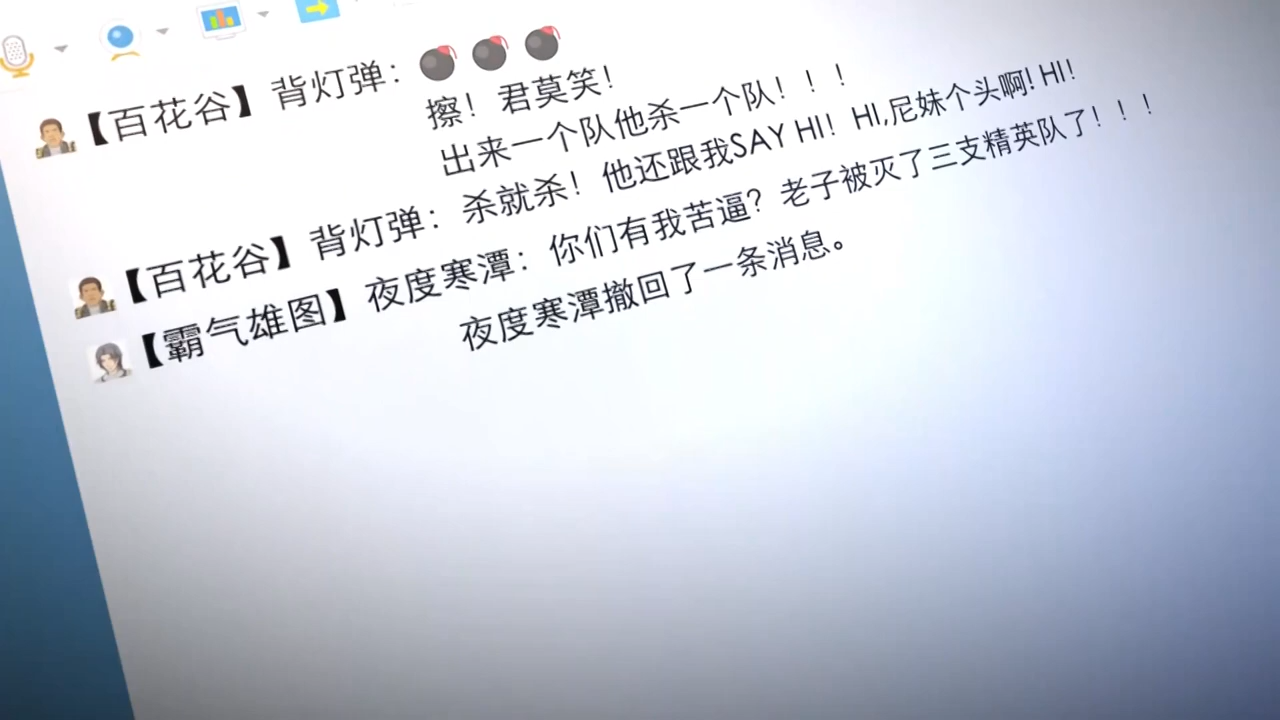 【百花谷】背灯弹：
擦！君莫笑！
出来一个队他杀一个队！！！
【百花谷】背灯弹：杀就杀！他还跟我SAY HI！HI,尼妹个头啊! HI!
【霸气雄图】夜度寒潭：你们有我苦逼？老子被灭了三支精英队了！！！
夜度寒潭撤回了一条消息。